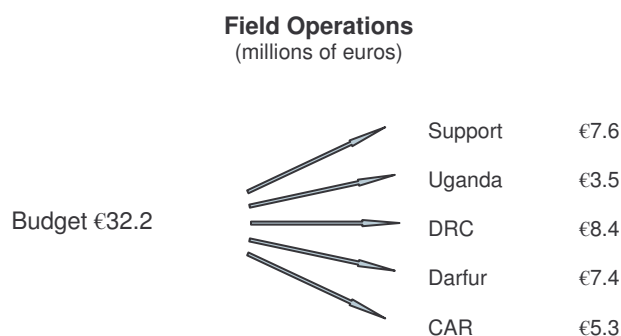 Field Operations
(millions of euros)
Support €7.6
Uganda €3.5
Budget €32.2
DRC €8.4
Darfur €7.4
CAR €5.3